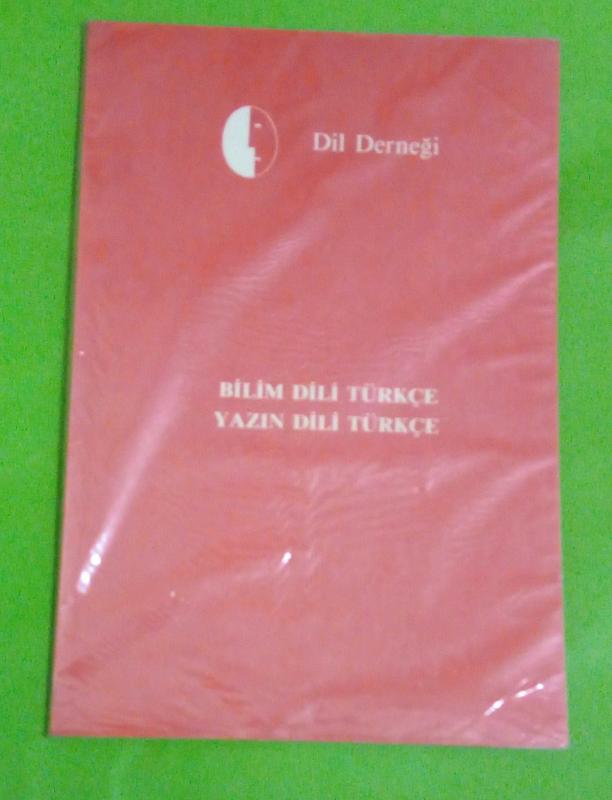 Dil Derneği
BİLİM DİLİ TÜRKÇE
YAZIN DİLİ TÜRKÇE